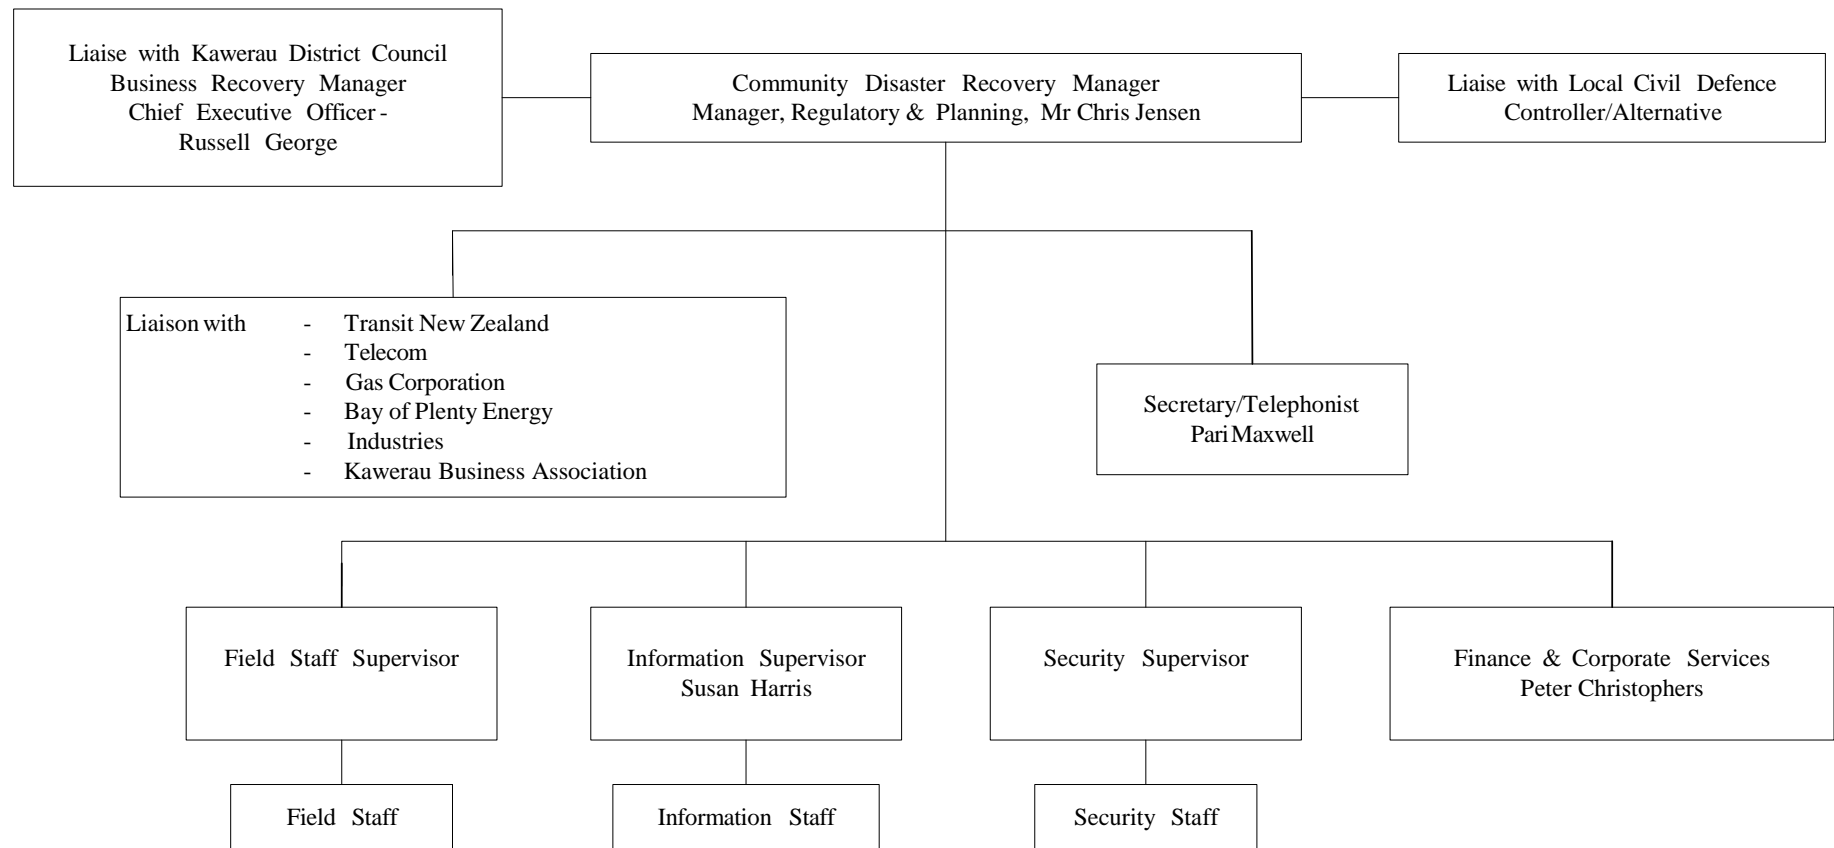 Liaise with Kawerau District Council
Business Recovery Manager
Chief Executive Officer -
Russell George
Community Disaster Recovery Manager
Manager, Regulatory & Planning, Mr Chris Jensen
Liaise with Local Civil Defence
Controller/Alternative
Liaison with - Transit New Zealand
- Telecom
- Gas Corporation
- Bay of Plenty Energy
- Industries
- Kawerau Business Association
Secretary/Telephonist
Pari Maxwell
Field Staff Supervisor
Information Supervisor
Susan Harris
Security Supervisor
Finance & Corporate Services
Peter Christophers
Field Staff
Information Staff
Security Staff